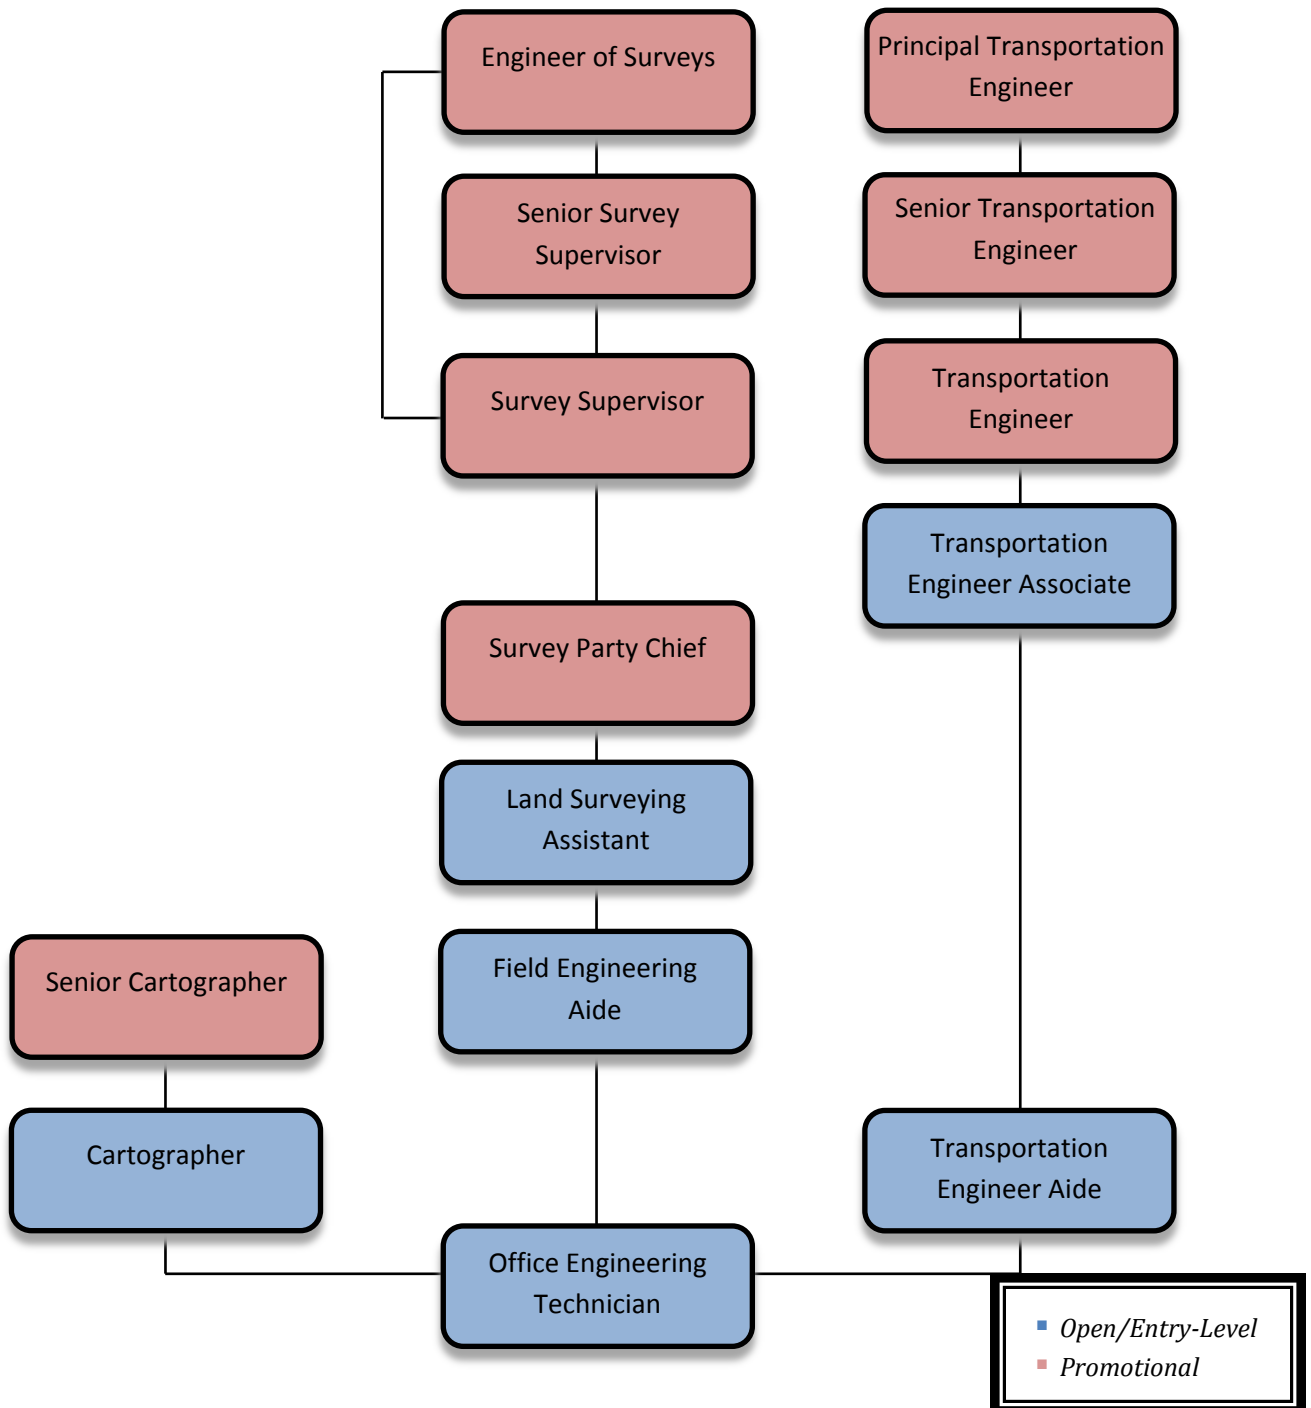 Engineer of Surveys
Principal Transportation
Engineer
Senior Survey
Supervisor
Senior Transportation
Engineer
Survey Supervisor
Transportation
Engineer
Transportation
Engineer Associate
Survey Party Chief
Land Surveying
Assistant
Senior Cartographer
Field Engineering
Aide
Cartographer
Transportation
Engineer Aide
Office Engineering
Technician
Open/Entry-Level
Promotional